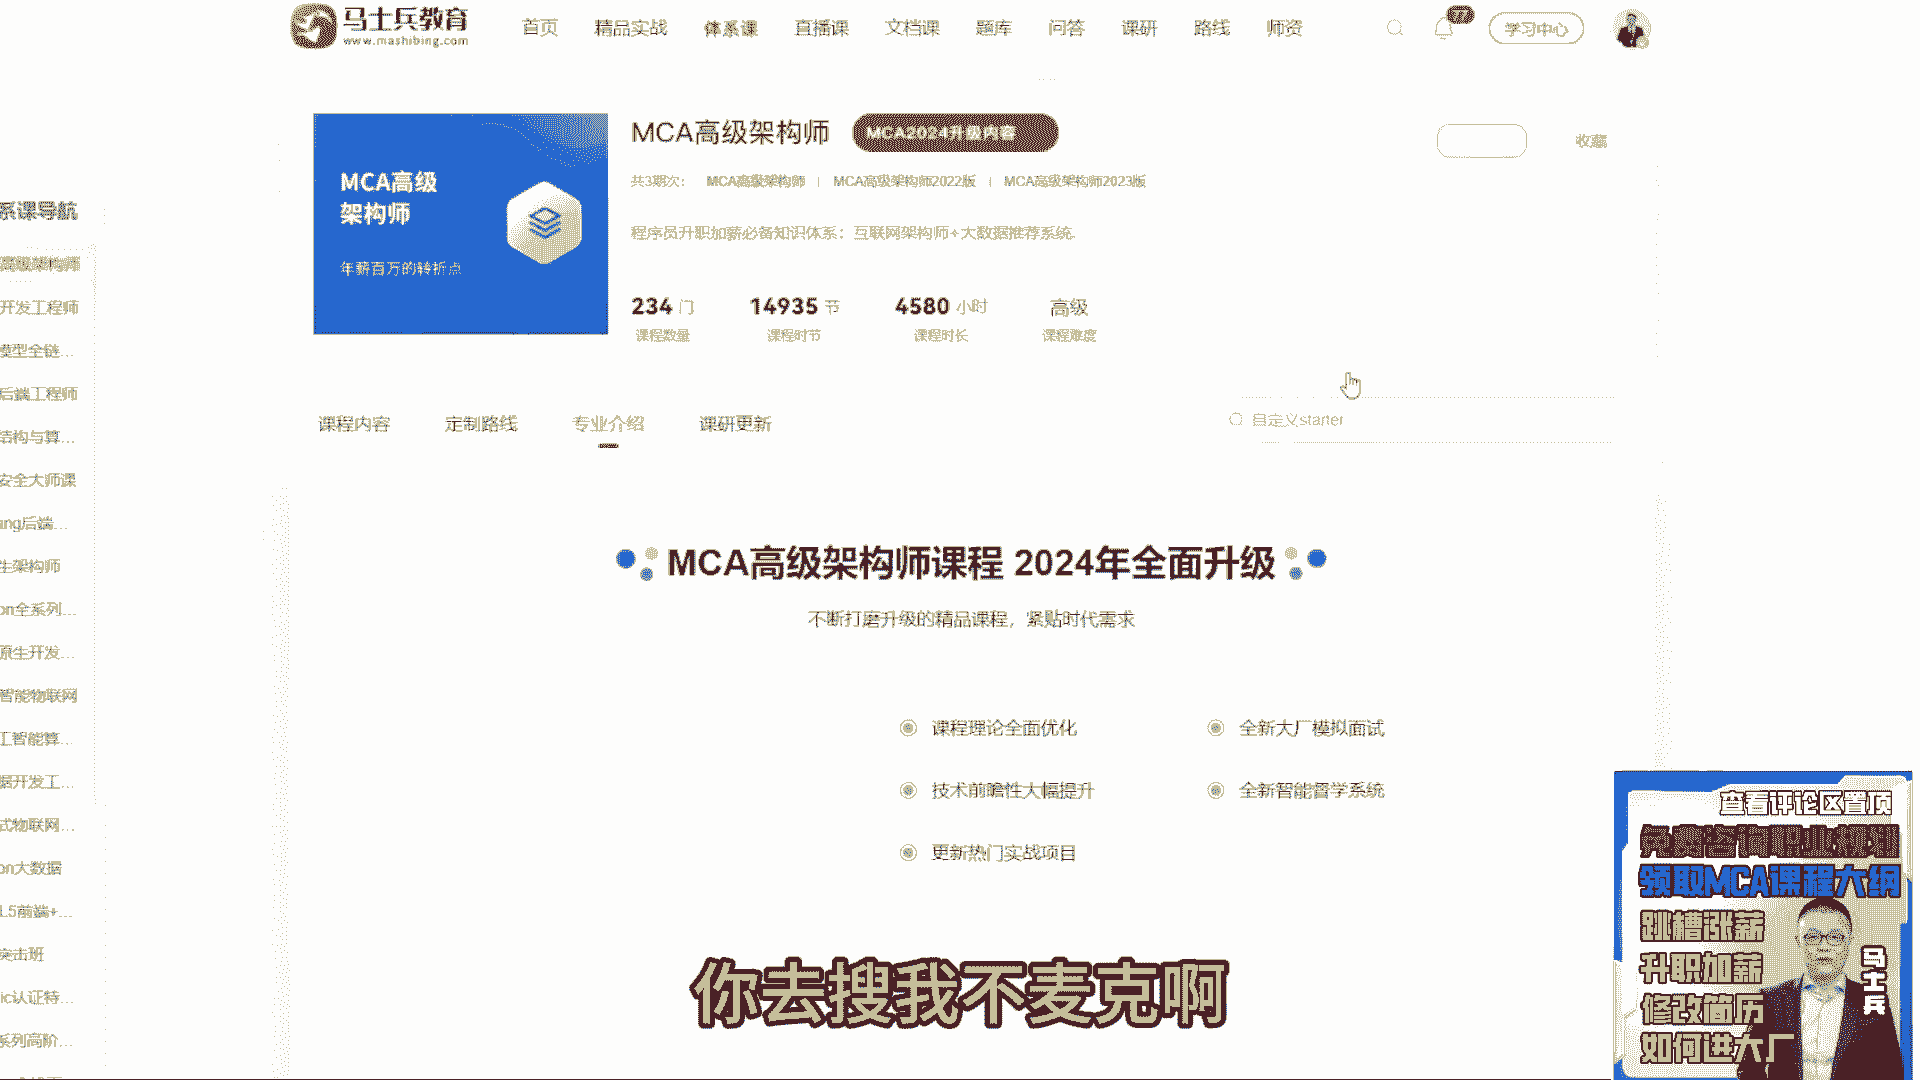 马士兵教育
www.mashibing.com
首页 精品实战 体系课 直播课 文档课 题库 问答 课研 路线 师资
77
学习中心
MCA高级架构师
MCA2024升级内容
收藏
共3期次： MCA高级架构师 | MCA高级架构师2022版 | MCA高级架构师2023版
程序员升职加薪必备知识体系：互联网架构师+大数据推荐系统.
MCA高级
架构师
年薪百万的转折点
234 门 14935 节 4580 小时 高级
课程数量 课程时节 课程时长 课程难度
课程内容 定制路线 专业介绍 课研更新
自定义starter
系课导航
高级架构师
开发工程师
模型全链...
后端工程师
结构与算...
安全大师课
ang后端...
生架构师
on全系列...
原生开发...
智能物联网
工智能算...
据开发工...
式物联网...
on大数据
L5前端+...
突击班
ic认证特...
系列高阶...
MCA高级架构师课程 2024年全面升级
不断打磨升级的精品课程，紧贴时代需求
课程理论全面优化 全新大厂模拟面试
技术前瞻性大幅提升 全新智能督学系统
更新热门实战项目
你去搜我不麦克啊
查看评论区置顶
免费咨询职业规划
领取MCA课程大纲
跳槽涨薪
升职加薪
修改简历
如何进大厂
马士兵